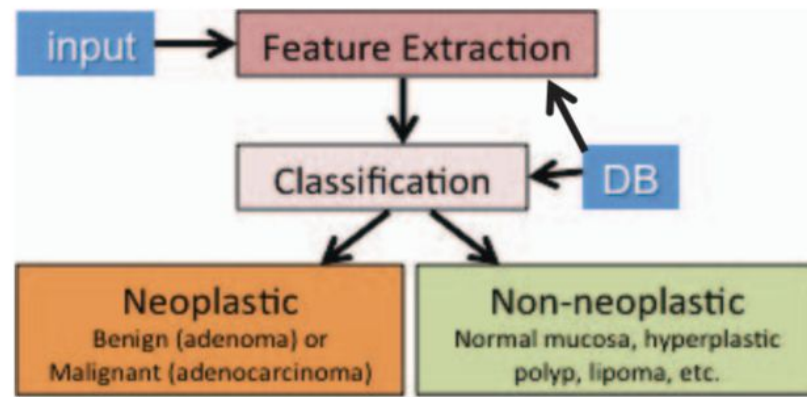 input
Feature Extraction
Classification
DB
Neoplastic
Benign (adenoma) or
Malignant (adenocarcinoma)
Non-neoplastic
Normal mucosa, hyperplastic
polyp, lipoma, etc.